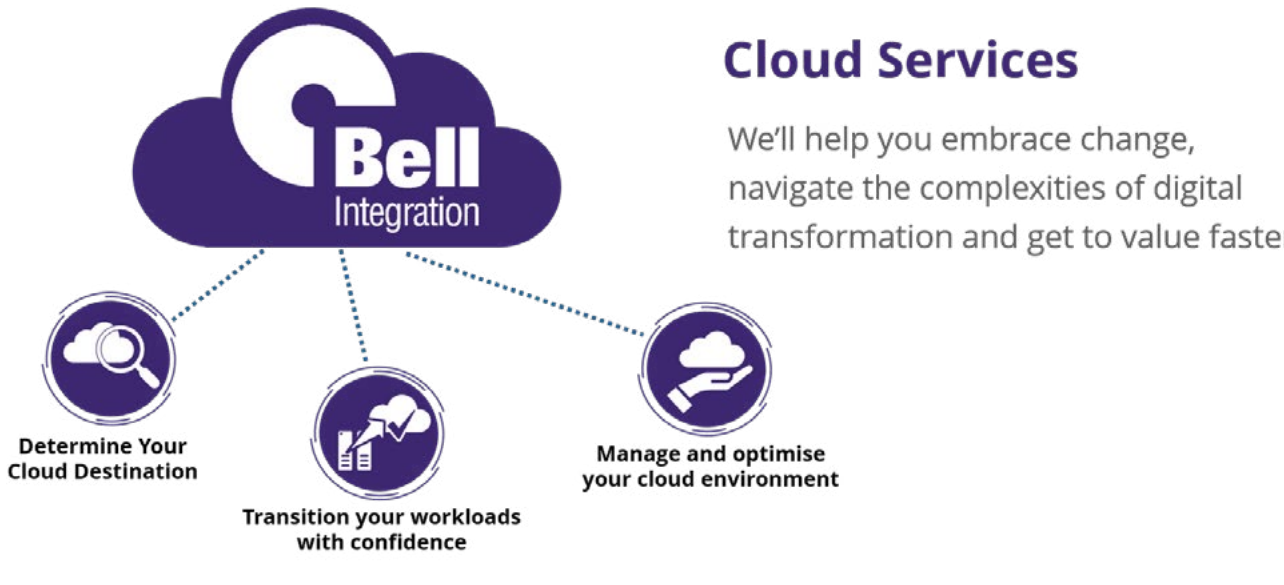 Bell
Integration
Cloud Services
We'll help you embrace change,
navigate the complexities of digital
transformation and get to value
Determine Your
Cloud Destination
Transition your workloads
with confidence
Manage and optimise
your cloud environment